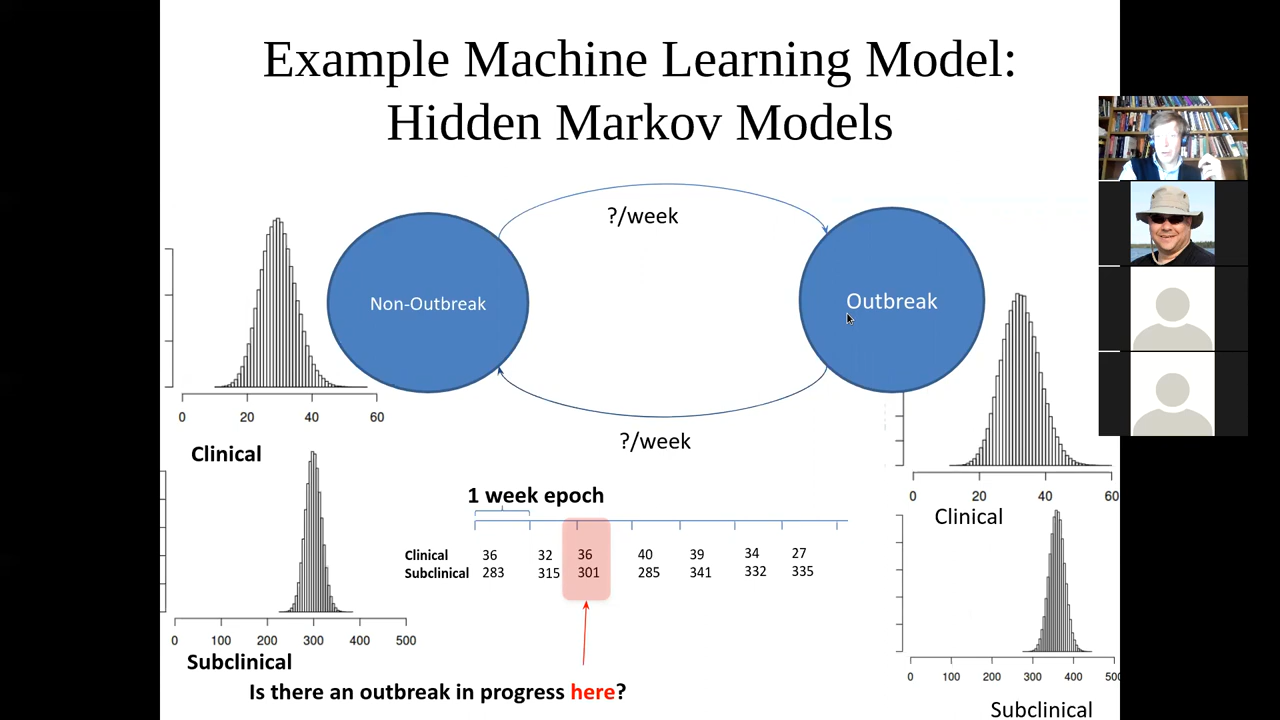 Example Machine Learning Model:
Hidden Markov Models
?/week
Non-Outbreak
Outbreak
?/week
0 20 40 60
Clinical
0 20 40 60
Clinical
1 week epoch
Clinical 36 32 36 40 39 34 27
Subclinical 283 315 301 285 341 332 335
0 100 200 300 400 500
Subclinical
0 100 200 300 400 500
Subclinical
Is there an outbreak in progress here?